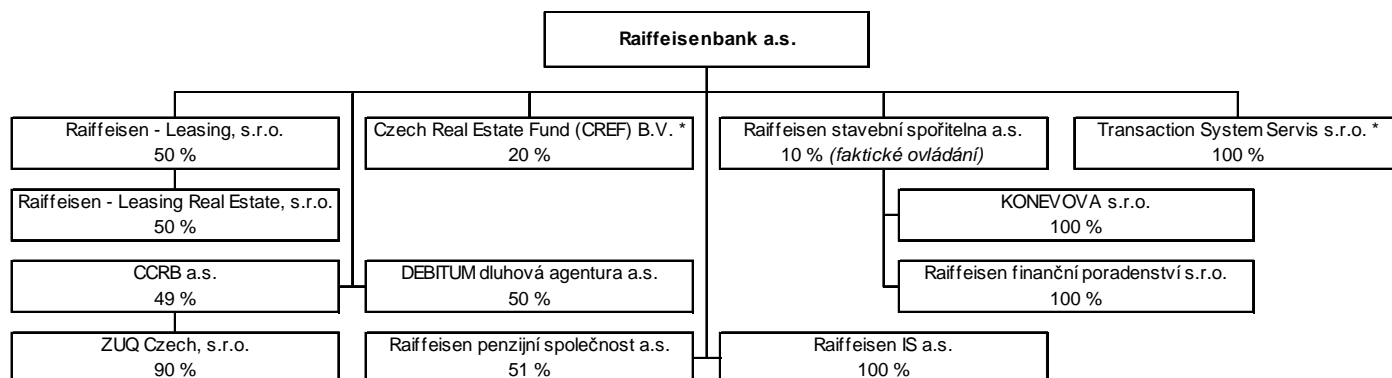 Raiffeisenbank a.s.
Raiffeisen - Leasing, s.r.o.
50 %
Czech Real Estate Fund (CREF) B.V. *
20 %
Raiffeisen stavební spořitelna a.s.
10 % (faktické ovládání)
Transaction System Servis s.r.o. *
100 %
Raiffeisen - Leasing Real Estate, s.r.o.
50 %
KONEVOVA s.r.o.
100 %
CCRB a.s.
49 %
DEBITUM dluhová agentura a.s.
50 %
Raiffeisen finanční poradenství s.r.o.
100 %
ZUQ Czech, s.r.o.
90 %
Raiffeisen penzijní společnost a.s.
51 %
Raiffeisen IS a.s.
100 %